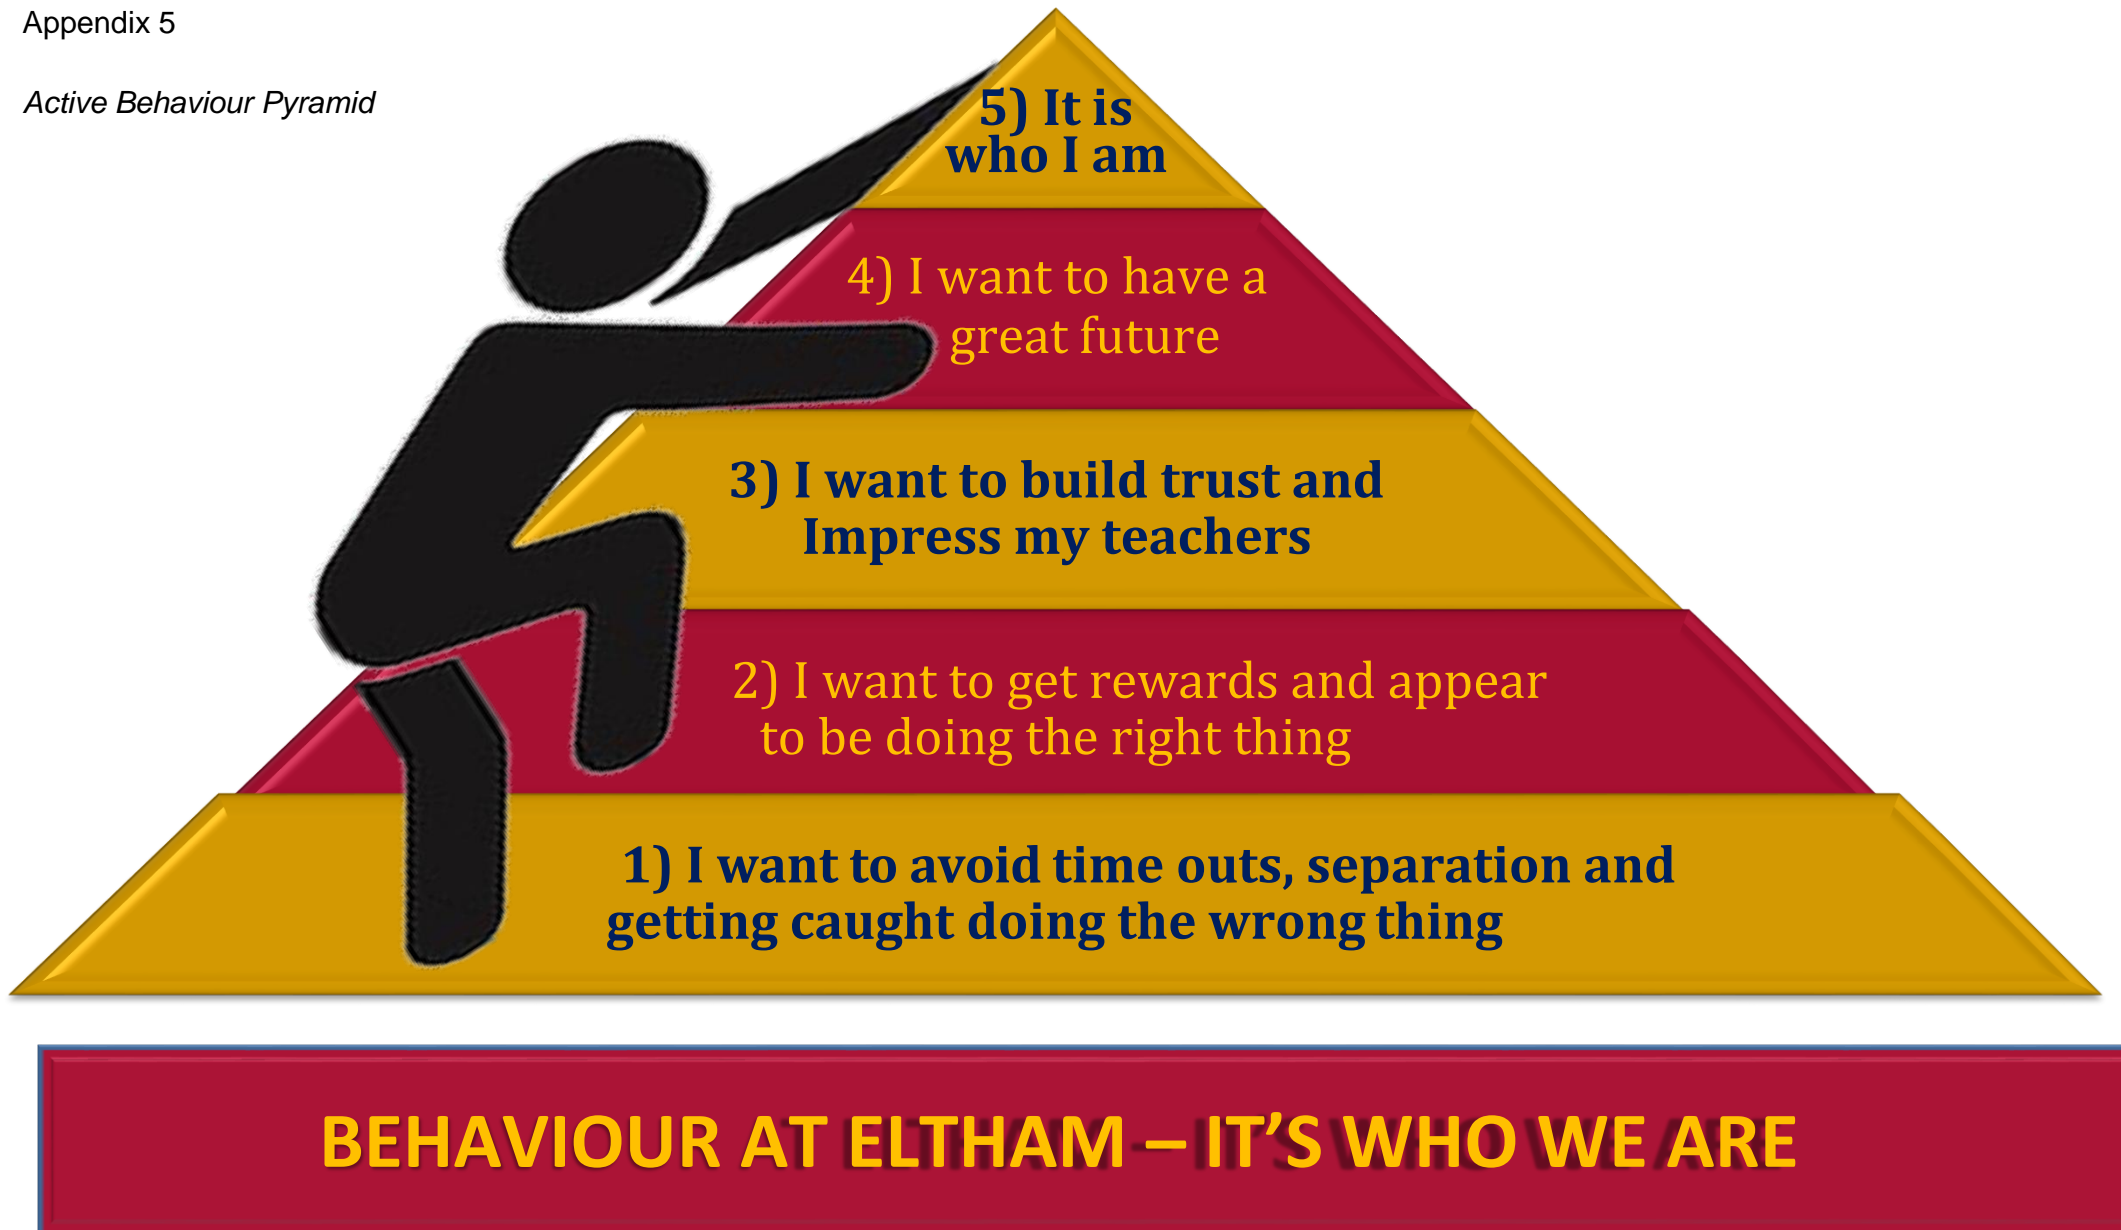 Appendix 5
Active Behaviour Pyramid
5) It is
who I am
4) I want to have a
great future
3) I want to build trust and
Impress my teachers
2) I want to get rewards and appear
to be doing the right thing
1) I want to avoid time outs, separation and
getting caught doing the wrong thing
BEHAVIOUR AT ELTHAM – IT’S WHO WE ARE